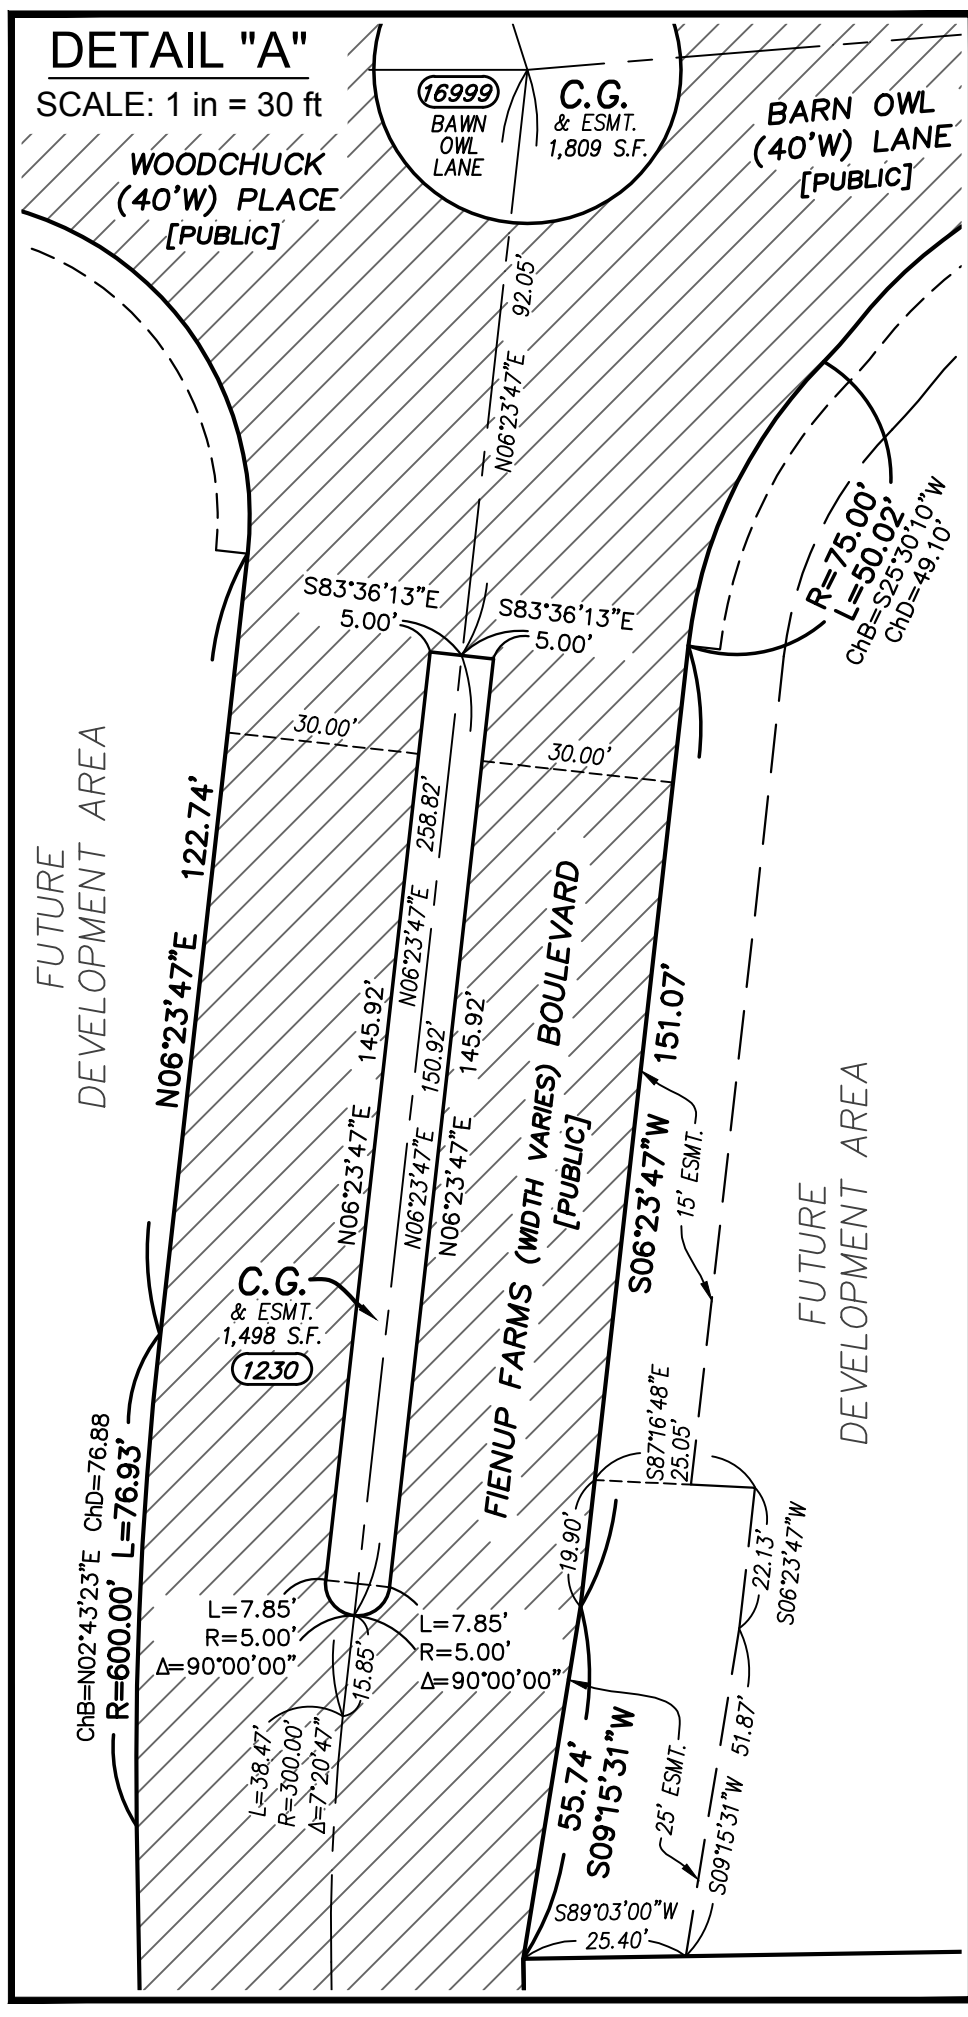 DETAIL "A"
SCALE: 1 in = 30 ft
16999
BAWN
OWL
LANE
C.G.
& ESMT.
1,809 S.F.
BARN OWL
(40'W) LANE
[PUBLIC]
WOODCHUCK
(40'W) PLACE
[PUBLIC]
N06°23'47"E 92.05'
R=75.00'
L=50.02'
ChB=S25°30'10"W
ChD=49.10'
S83°36'13"E
5.00'
S83°36'13"E
5.00'
30.00'
30.00'
FUTURE
DEVELOPMENT AREA
N06°23'47"E 122.74'
N06°23'47"E 258.82'
N06°23'47"E 145.92'
N06°23'47"E 150.92'
N06°23'47"E 145.92'
FIENUP FARMS (WIDTH VARIES) BOULEVARD
[PUBLIC]
S06°23'47"W 151.07'
15' ESMT.
FUTURE
DEVELOPMENT AREA
C.G.
& ESMT.
1,498 S.F.
1230
S87°16'48"E
25.05'
ChB=N02°43'23"E ChD=76.88
R=600.00' L=76.93'
19.90'
22.13'
S06°23'47"W
L=7.85'
R=5.00'
Δ=90°00'00"
L=7.85'
R=5.00'
Δ=90°00'00"
15.85'
L=38.47'
R=300.00'
Δ=7°20'47"
55.74'
S09°15'31"W
25' ESMT.
S09°15'31"W 51.87'
S89°03'00"W
25.40'